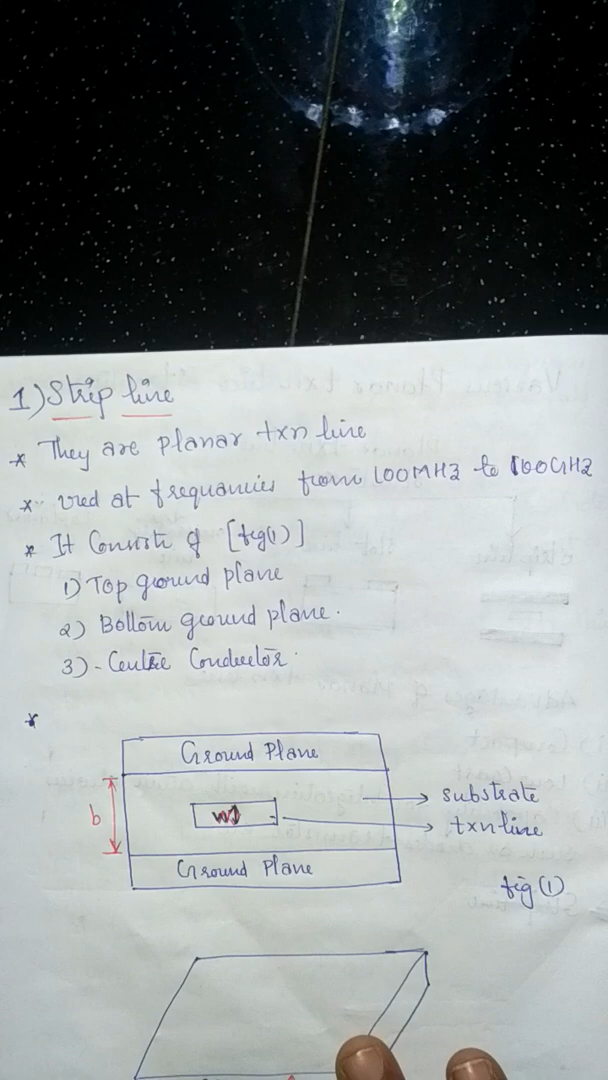 1) Strip line
* They are planar txn line
* used at frequancies from 100MHz to 100GHz
* It Consists of [fig(1)]
1) Top ground plane
2) Bottom ground plane.
3) - Centre Conductor.
*
Ground Plane
b
W
substrate
txn line
Ground Plane
fig (1)